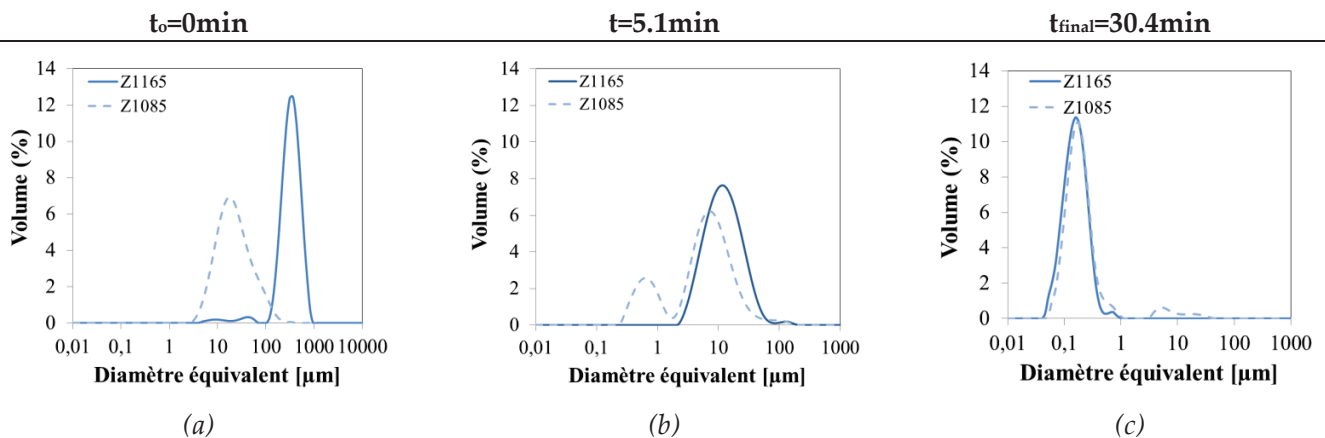 t₀=0min t=5.1min t_final=30.4min
14
12
10
8
6
4
2
0
Volume (%)
Z1165
Z1085
0,01 0,1 1 10 100 1000 10000
Diamètre équivalent [µm]
(a)
14
12
10
8
6
4
2
0
Volume (%)
Z1165
Z1085
0,01 0,1 1 10 100 1000
Diamètre équivalent [µm]
(b)
14
12
10
8
6
4
2
0
Volume (%)
Z1165
Z1085
0,01 0,1 1 10 100 1000
Diamètre équivalent [µm]
(c)